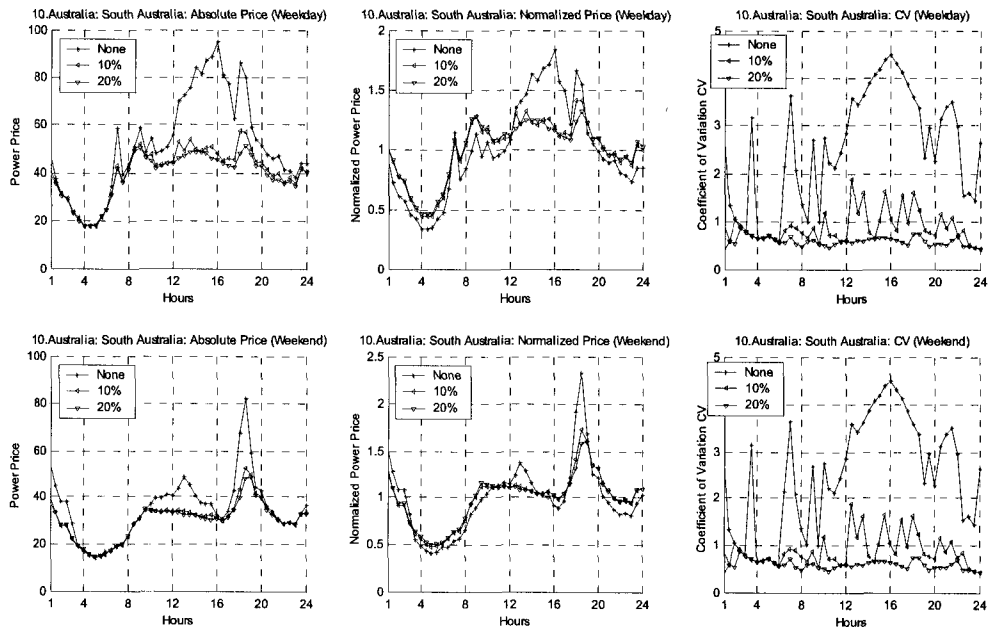 10.Australia: South Australia: Absolute Price (Weekday)
100
80
60
40
20
0
Power Price
None
10%
20%
1 4 8 12 16 20 24
Hours
10.Australia: South Australia: Normalized Price (Weekday)
2
1.5
1
0.5
0
Normalized Power Price
None
10%
20%
1 4 8 12 16 20 24
Hours
10.Australia: South Australia: CV (Weekday)
5
4
3
2
1
0
Coefficient of Variation CV
None
10%
20%
1 4 8 12 16 20 24
Hours
10.Australia: South Australia: Absolute Price (Weekend)
100
80
60
40
20
0
Power Price
None
10%
20%
1 4 8 12 16 20 24
Hours
10.Australia: South Australia: Normalized Price (Weekend)
2.5
2
1.5
1
0.5
0
Normalized Power Price
None
10%
20%
1 4 8 12 16 20 24
Hours
10.Australia: South Australia: CV (Weekend)
5
4
3
2
1
0
Coefficient of Variation CV
None
10%
20%
1 4 8 12 16 20 24
Hours